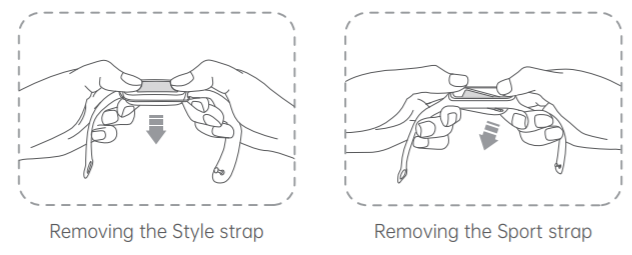 Removing the Style strap
Removing the Sport strap